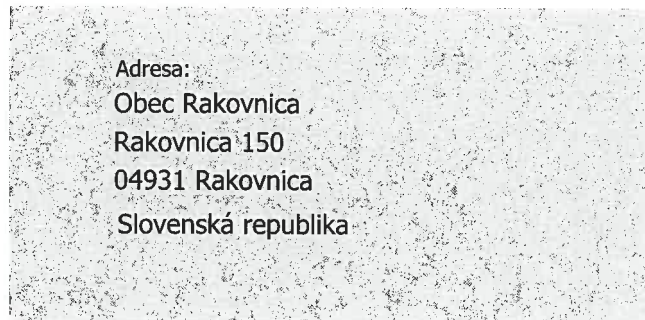 Adresa:
Obec Rakovnica
Rakovnica 150
04931 Rakovnica
Slovenská republika